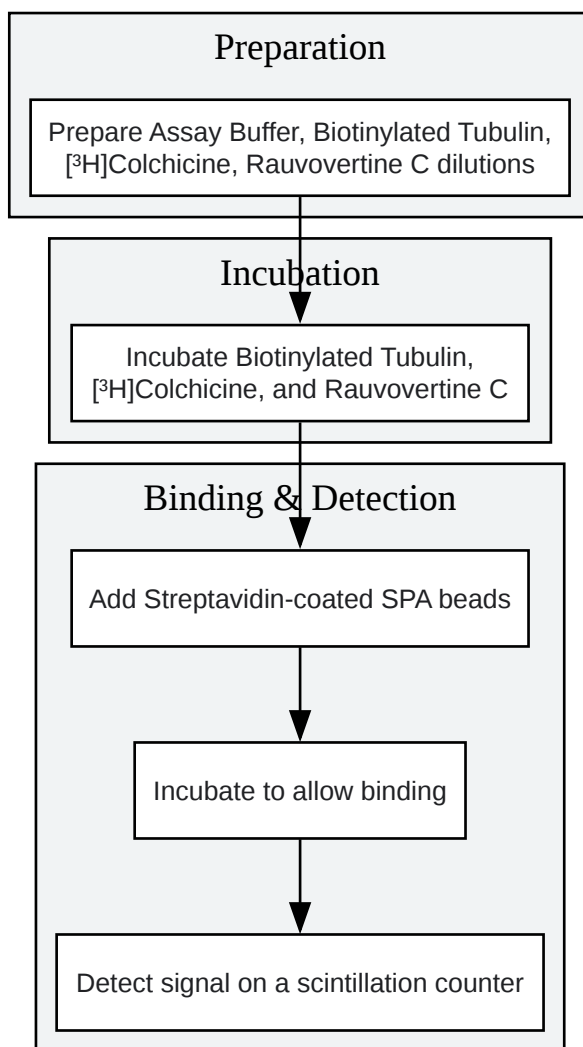 Preparation
Prepare Assay Buffer, Biotinylated Tubulin,
[³H]Colchicine, Rauvovertine C dilutions
Incubation
Incubate Biotinylated Tubulin,
[³H]Colchicine, and Rauvovertine C
Binding & Detection
Add Streptavidin-coated SPA beads
Incubate to allow binding
Detect signal on a scintillation counter